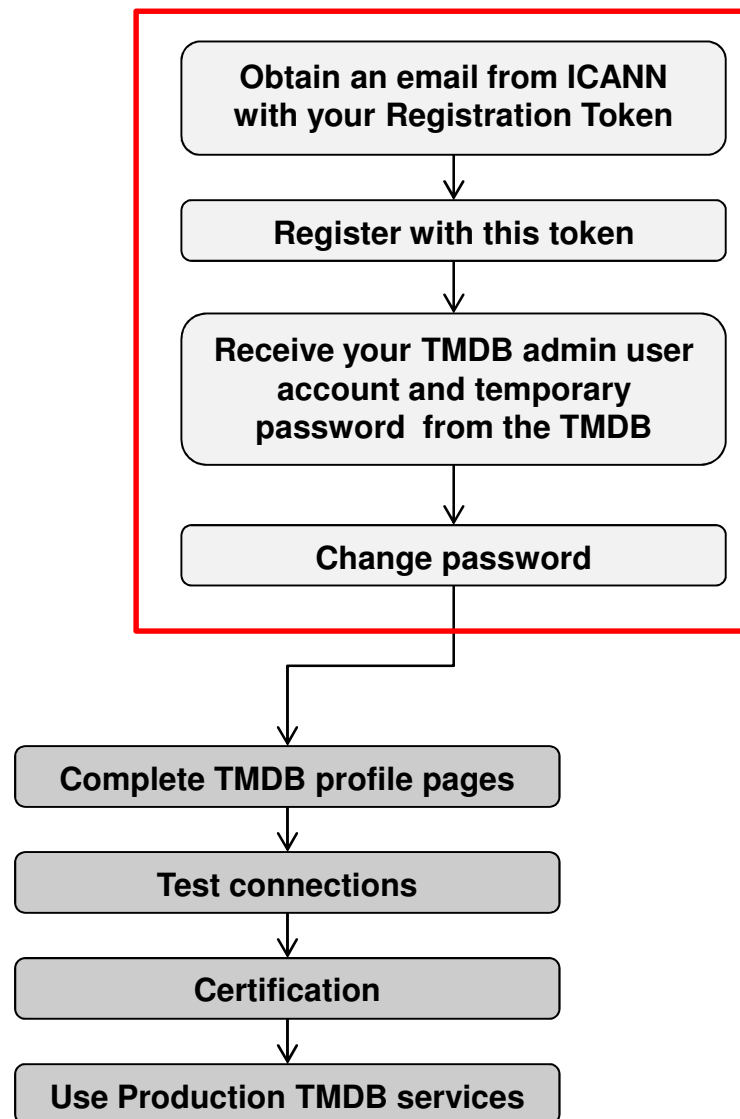 Obtain an email from ICANN
with your Registration Token
Register with this token
Receive your TMDB admin user
account and temporary
password  from the TMDB
Change password
Complete TMDB profile pages
Test connections
Certification
Use Production TMDB services